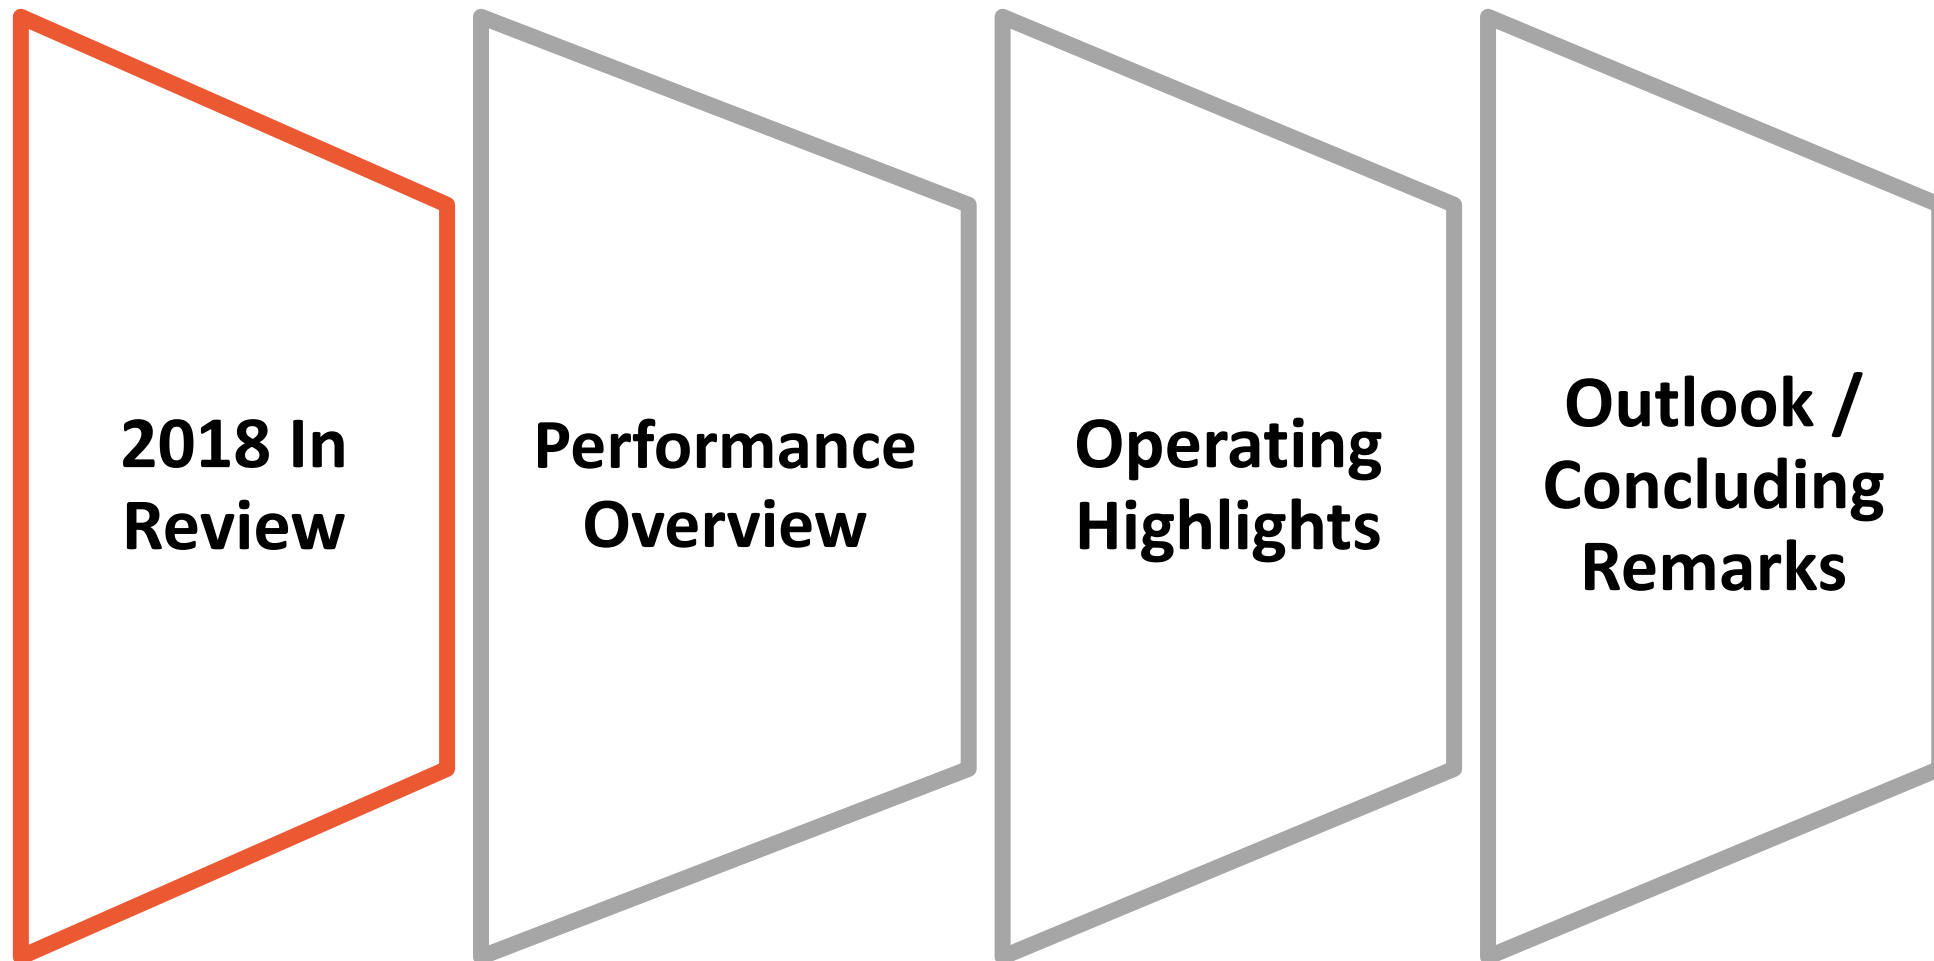 2018 In
Review
Performance
Overview
Operating
Highlights
Outlook /
Concluding
Remarks